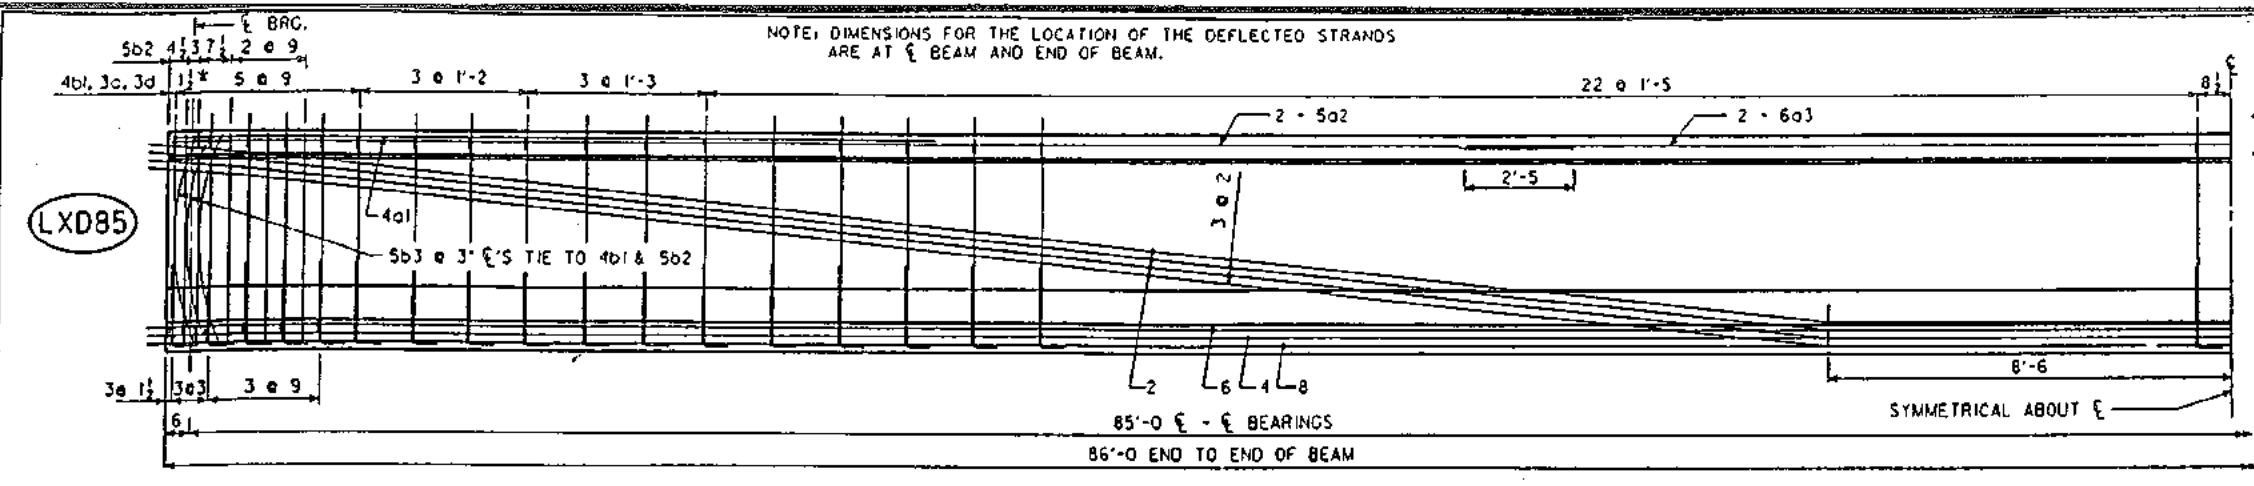 ℄ BRG.
NOTE: DIMENSIONS FOR THE LOCATION OF THE DEFLECTED STRANDS
ARE AT ℄ BEAM AND END OF BEAM.
5b2 4½ 3 7½ 2 @ 9
4b1, 3c, 3d 1½ * 5 @ 9 3 @ 1'-2 3 @ 1'-3 22 @ 1'-5 8½
℄
2 - 5a2
2 - 6a3
2'-5
3 @ 2
LXD85
4a1
5b3 @ 3" ℄'S TIE TO 4b1 & 5b2
2 6 4 8
8'-6
3@ 1½ 3@3 3 @ 9
SYMMETRICAL ABOUT ℄
6
85'-0 ℄ - ℄ BEARINGS
86'-0 END TO END OF BEAM